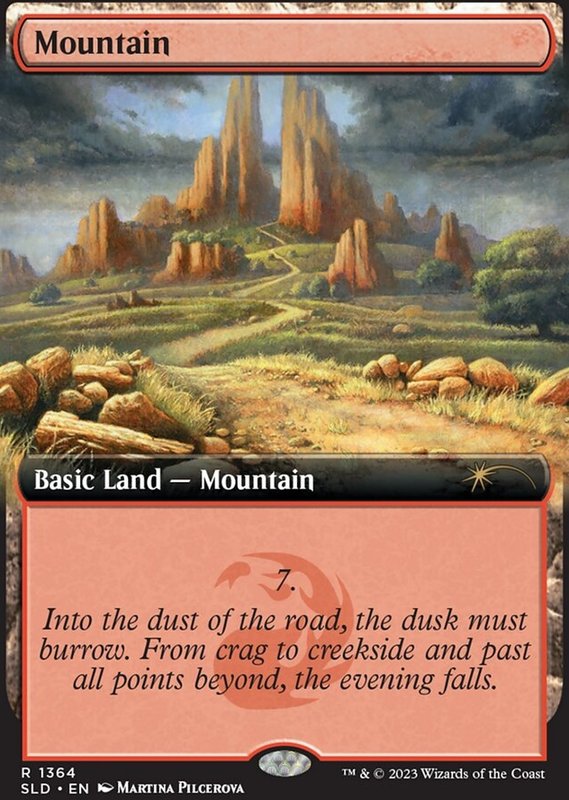 Mountain
Basic Land — Mountain
7.
Into the dust of the road, the dusk must
burrow. From crag to creekside and past
all points beyond, the evening falls.
R 1364
SLD • EN Martina Pilcerova
™ & © 2023 Wizards of the Coast